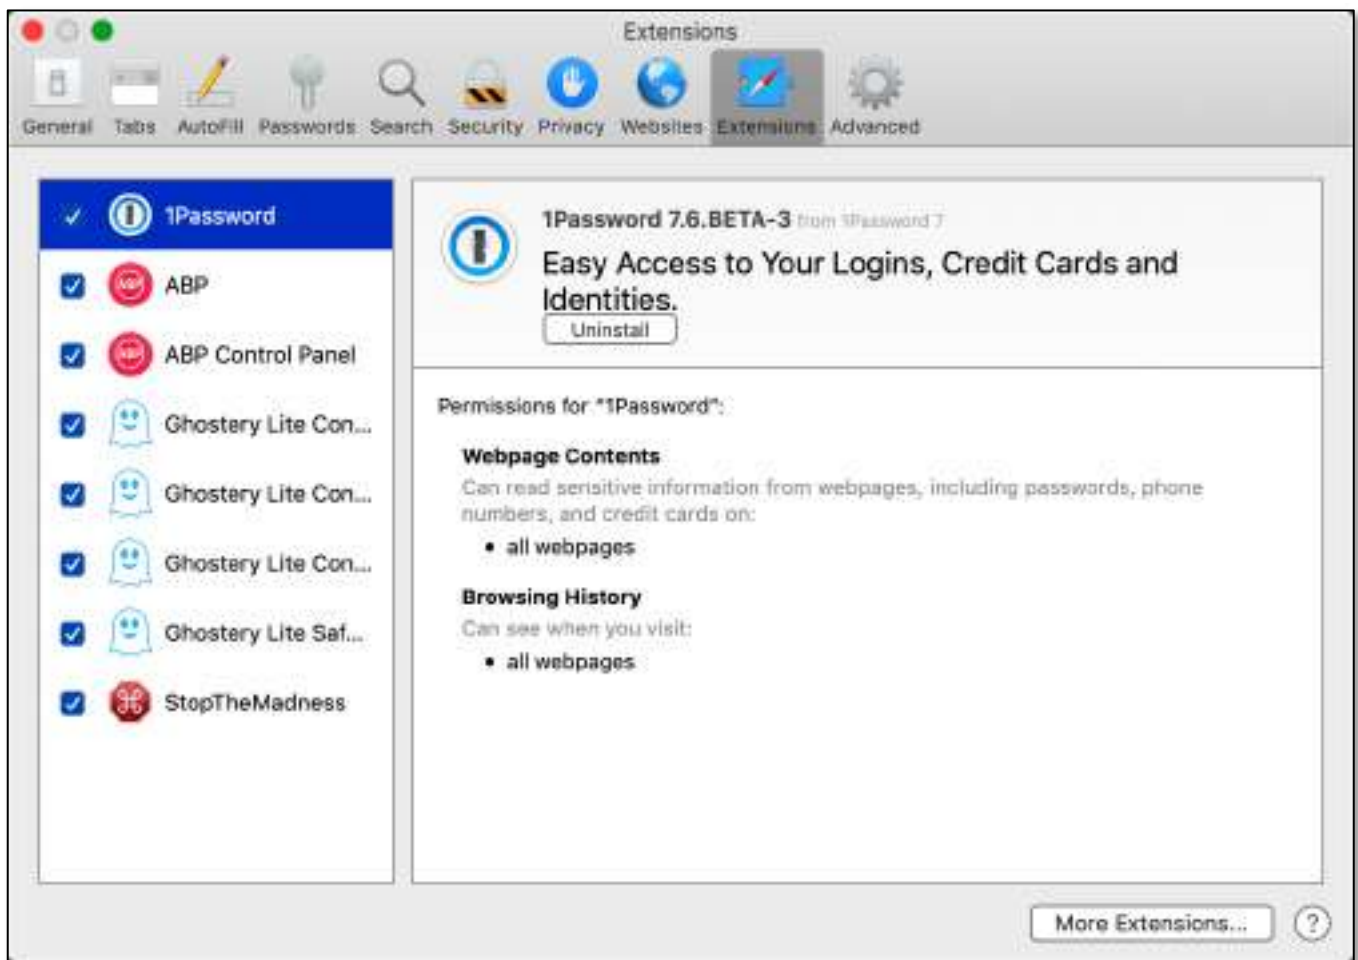 Extensions
General Tabs AutoFill Passwords Search Security Privacy Websites Extensions Advanced
1Password
ABP
ABP Control Panel
Ghostery Lite Con...
Ghostery Lite Con...
Ghostery Lite Con...
Ghostery Lite Saf...
StopTheMadness
1Password 7.6.BETA-3 from 1Password 7
Easy Access to Your Logins, Credit Cards and
Identities.
Uninstall
Permissions for "1Password":
Webpage Contents
Can read sensitive information from webpages, including passwords, phone
numbers, and credit cards on:
• all webpages
Browsing History
Can see when you visit:
• all webpages
More Extensions...
?